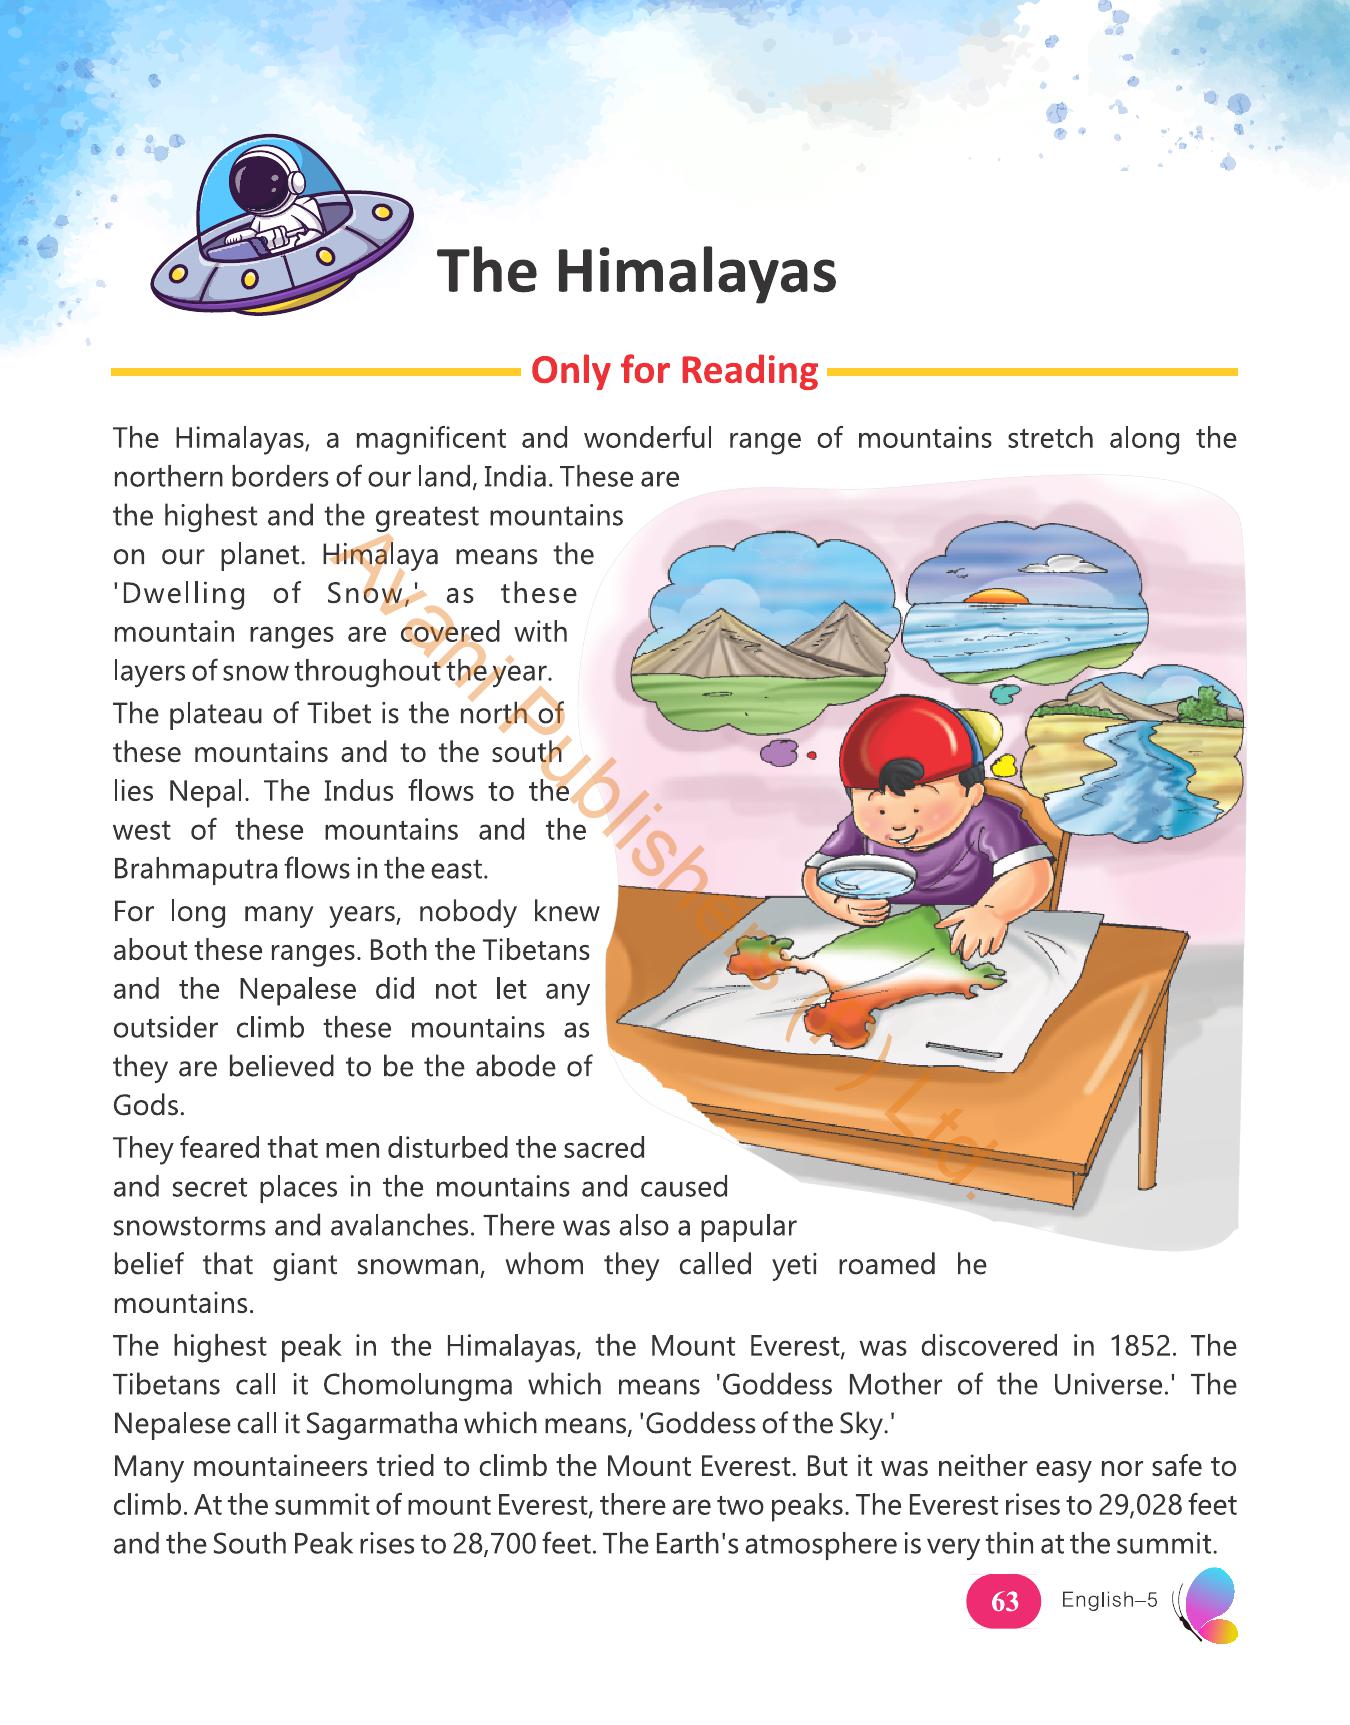 The Himalayas
Only for Reading
The Himalayas, a magnificent and wonderful range of mountains stretch along the
northern borders of our land, India. These are
the highest and the greatest mountains
on our planet. Himalaya means the
'Dwelling of Snow,' as these
mountain ranges are covered with
layers of snow throughout the year.
The plateau of Tibet is the north of
these mountains and to the south
lies Nepal. The Indus flows to the
west of these mountains and the
Brahmaputra flows in the east.
For long many years, nobody knew
about these ranges. Both the Tibetans
and the Nepalese did not let any
outsider climb these mountains as
they are believed to be the abode of
Gods.
They feared that men disturbed the sacred
and secret places in the mountains and caused
snowstorms and avalanches. There was also a papular
belief that giant snowman, whom they called yeti roamed he
mountains.
The highest peak in the Himalayas, the Mount Everest, was discovered in 1852. The
Tibetans call it Chomolungma which means 'Goddess Mother of the Universe.' The
Nepalese call it Sagarmatha which means, 'Goddess of the Sky.'
Many mountaineers tried to climb the Mount Everest. But it was neither easy nor safe to
climb. At the summit of mount Everest, there are two peaks. The Everest rises to 29,028 feet
and the South Peak rises to 28,700 feet. The Earth's atmosphere is very thin at the summit.
63 English–5
Avani Publishers (P) Ltd.